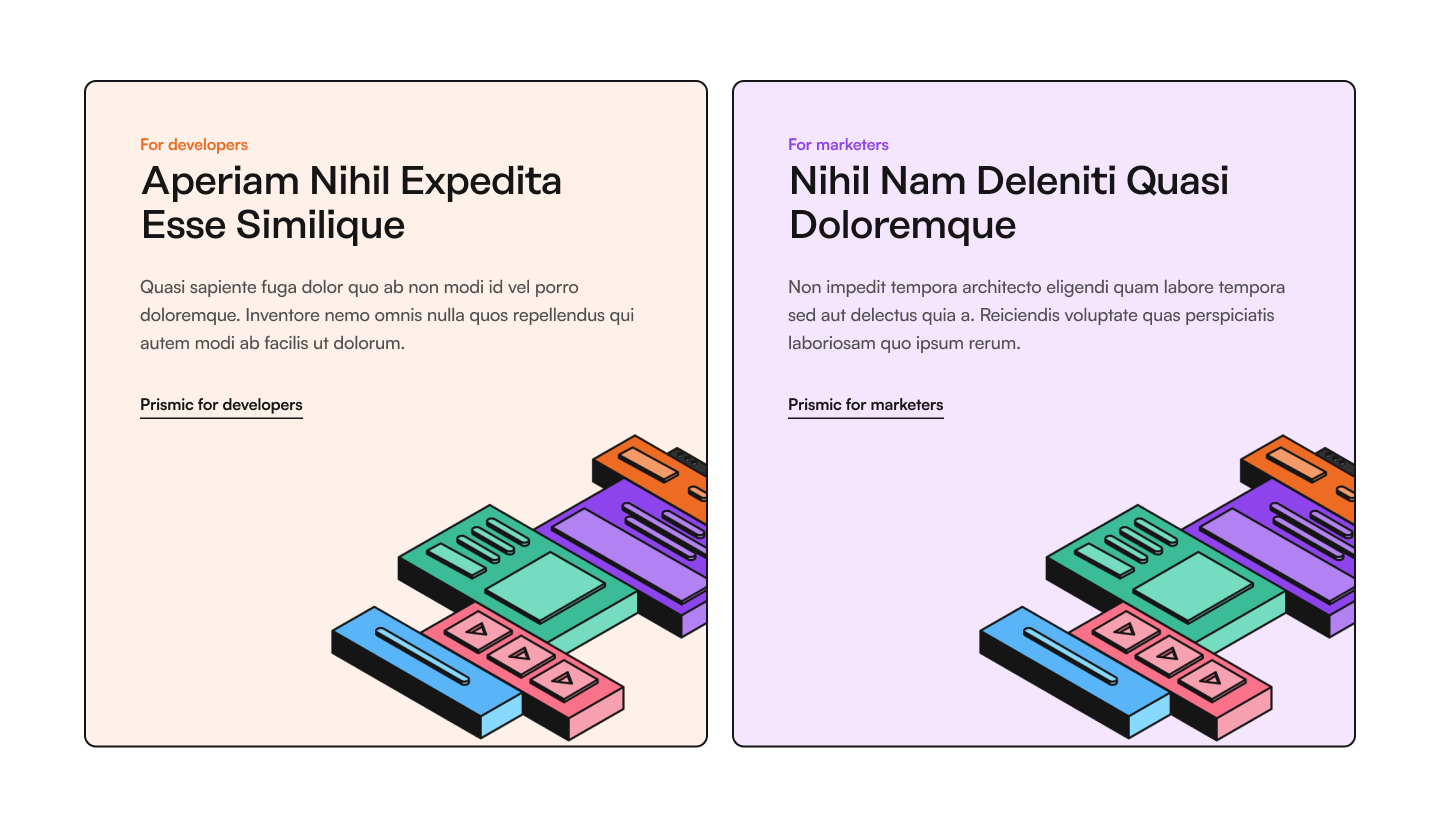 For developers
Aperiam Nihil Expedita
Esse Similique
Quasi sapiente fuga dolor quo ab non modi id vel porro
doloremque. Inventore nemo omnis nulla quos repellendus qui
autem modi ab facilis ut dolorum.
Prismic for developers
For marketers
Nihil Nam Deleniti Quasi
Doloremque
Non impedit tempora architecto eligendi quam labore tempora
sed aut delectus quia a. Reiciendis voluptate quas perspiciatis
laboriosam quo ipsum rerum.
Prismic for marketers